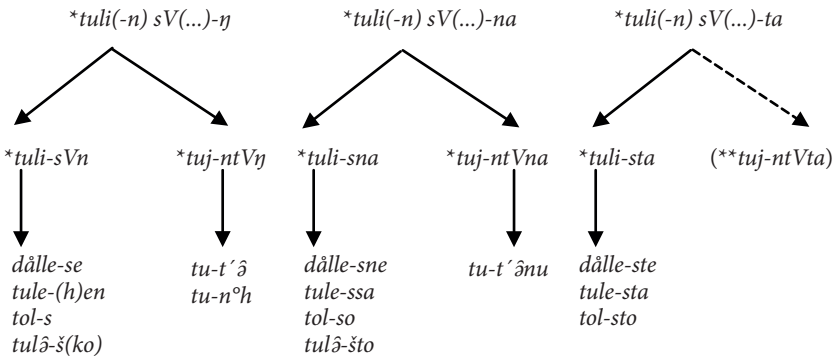 *tuli(-n) sV(...)-ŋ *tuli(-n) sV(...)-na *tuli(-n) sV(...)-ta
*tuli-sVn *tuj-ntVŋ *tuli-sna *tuj-ntVna *tuli-sta (**tuj-ntVta)
dålle-se tu-t´ə̑ dålle-sne tu-t´ə̑nu dålle-ste
tule-(h)en tu-n°h tule-ssa tule-sta
tol-s tol-so tol-sto
tulə̑-š(ko) tulə̑-što